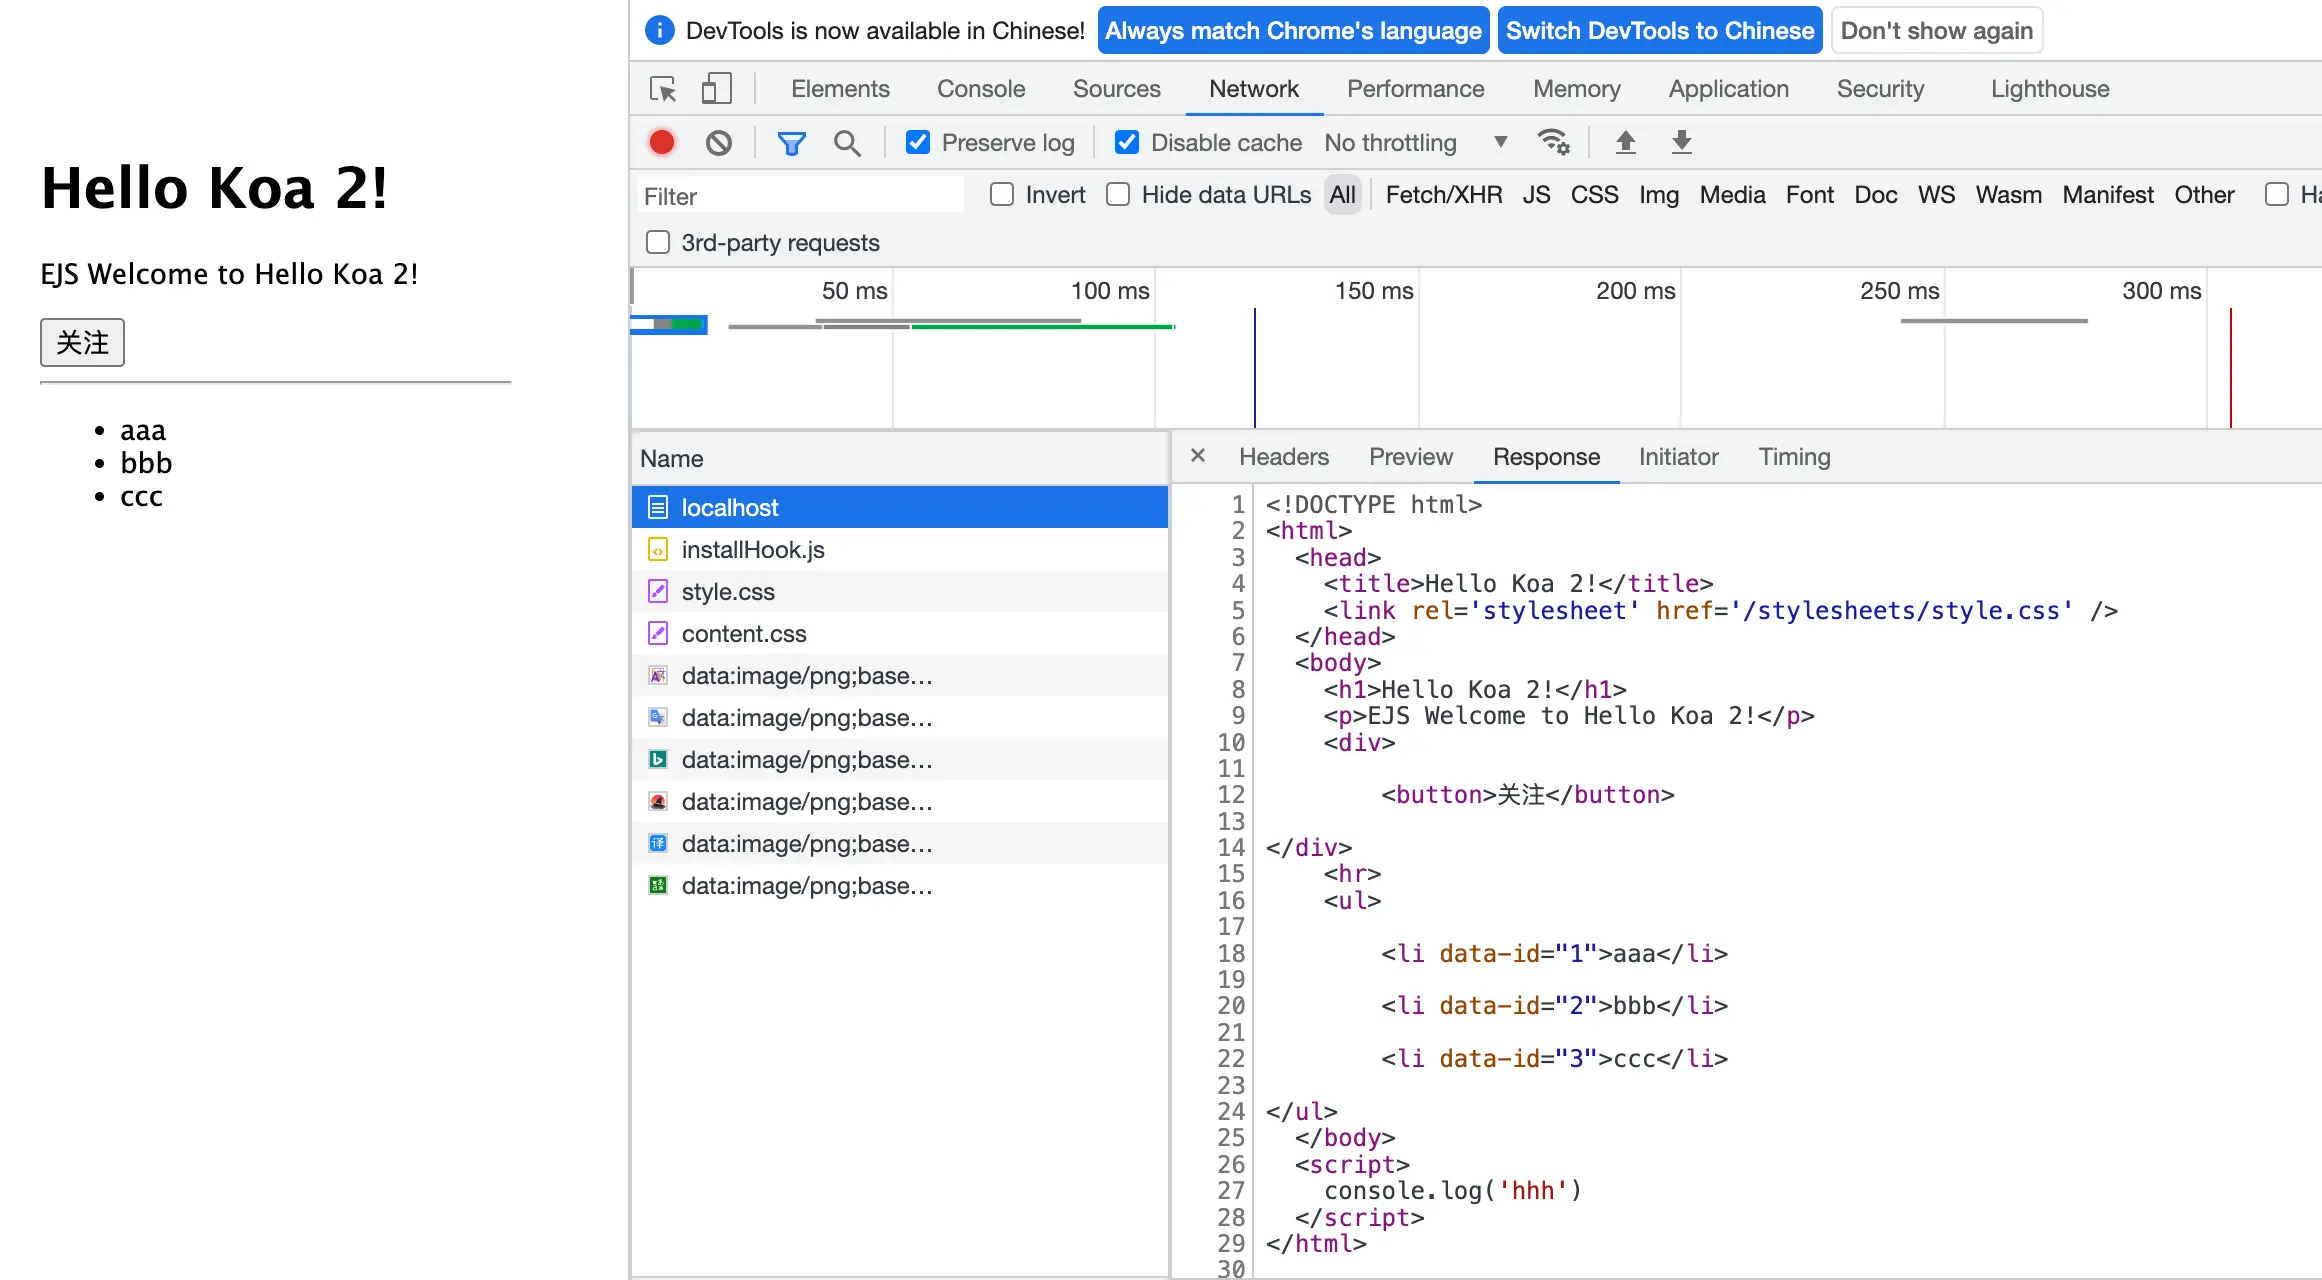 Hello Koa 2!
EJS Welcome to Hello Koa 2!
关注
aaa
bbb
ccc
DevTools is now available in Chinese! Always match Chrome's language Switch DevTools to Chinese Don't show again
Elements Console Sources Network Performance Memory Application Security Lighthouse
Preserve log Disable cache No throttling
Filter Invert Hide data URLs All Fetch/XHR JS CSS Img Media Font Doc WS Wasm Manifest Other Ha
3rd-party requests
50 ms 100 ms 150 ms 200 ms 250 ms 300 ms
Name
localhost
installHook.js
style.css
content.css
data:image/png;base…
data:image/png;base…
data:image/png;base…
data:image/png;base…
data:image/png;base…
data:image/png;base…
× Headers Preview Response Initiator Timing
1 <!DOCTYPE html>
2 <html>
3   <head>
4     <title>Hello Koa 2!</title>
5     <link rel='stylesheet' href='/stylesheets/style.css' />
6   </head>
7   <body>
8     <h1>Hello Koa 2!</h1>
9     <p>EJS Welcome to Hello Koa 2!</p>
10     <div>
11
12         <button>关注</button>
13
14 </div>
15     <hr>
16     <ul>
17
18         <li data-id="1">aaa</li>
19
20         <li data-id="2">bbb</li>
21
22         <li data-id="3">ccc</li>
23
24 </ul>
25   </body>
26   <script>
27     console.log('hhh')
28   </script>
29 </html>
30